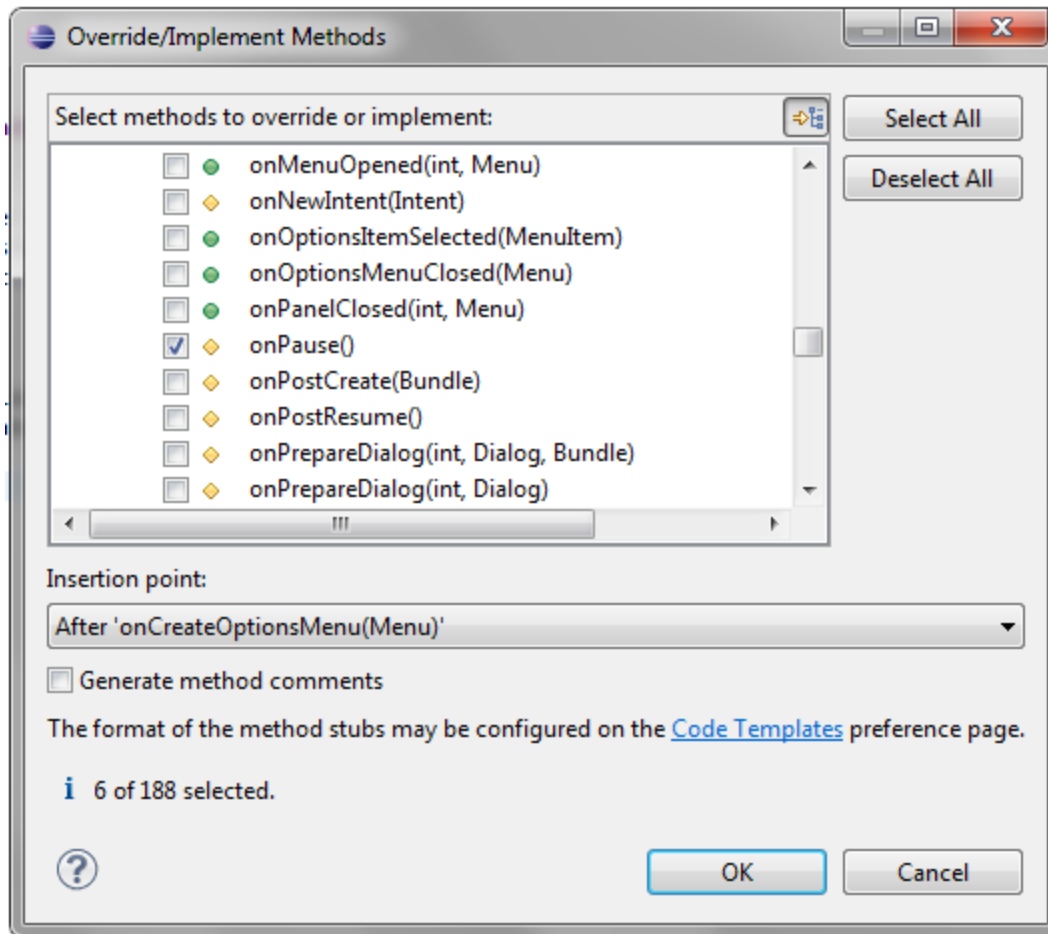 Override/Implement Methods
Select methods to override or implement:
Select All
Deselect All
onMenuOpened(int, Menu)
onNewIntent(Intent)
onOptionsItemSelected(MenuItem)
onOptionsMenuClosed(Menu)
onPanelClosed(int, Menu)
onPause()
onPostCreate(Bundle)
onPostResume()
onPrepareDialog(int, Dialog, Bundle)
onPrepareDialog(int, Dialog)
Insertion point:
After 'onCreateOptionsMenu(Menu)'
Generate method comments
The format of the method stubs may be configured on the Code Templates preference page.
6 of 188 selected.
OK
Cancel